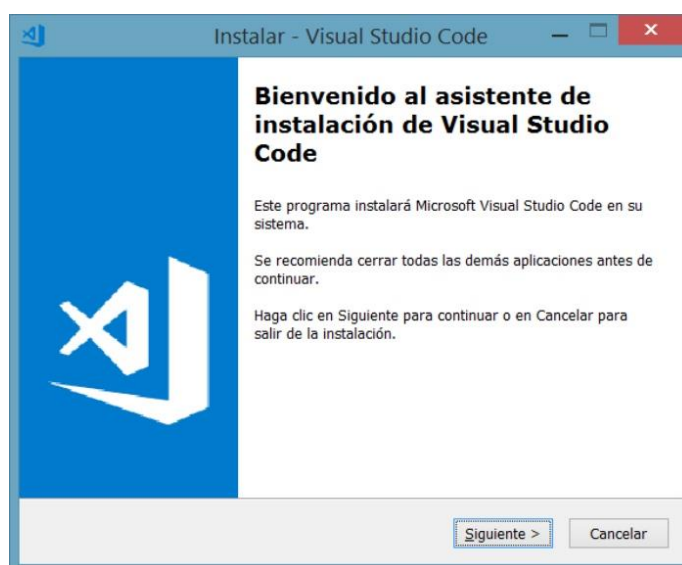 Instalar - Visual Studio Code
Bienvenido al asistente de
instalación de Visual Studio
Code
Este programa instalará Microsoft Visual Studio Code en su
sistema.
Se recomienda cerrar todas las demás aplicaciones antes de
continuar.
Haga clic en Siguiente para continuar o en Cancelar para
salir de la instalación.
Siguiente > Cancelar